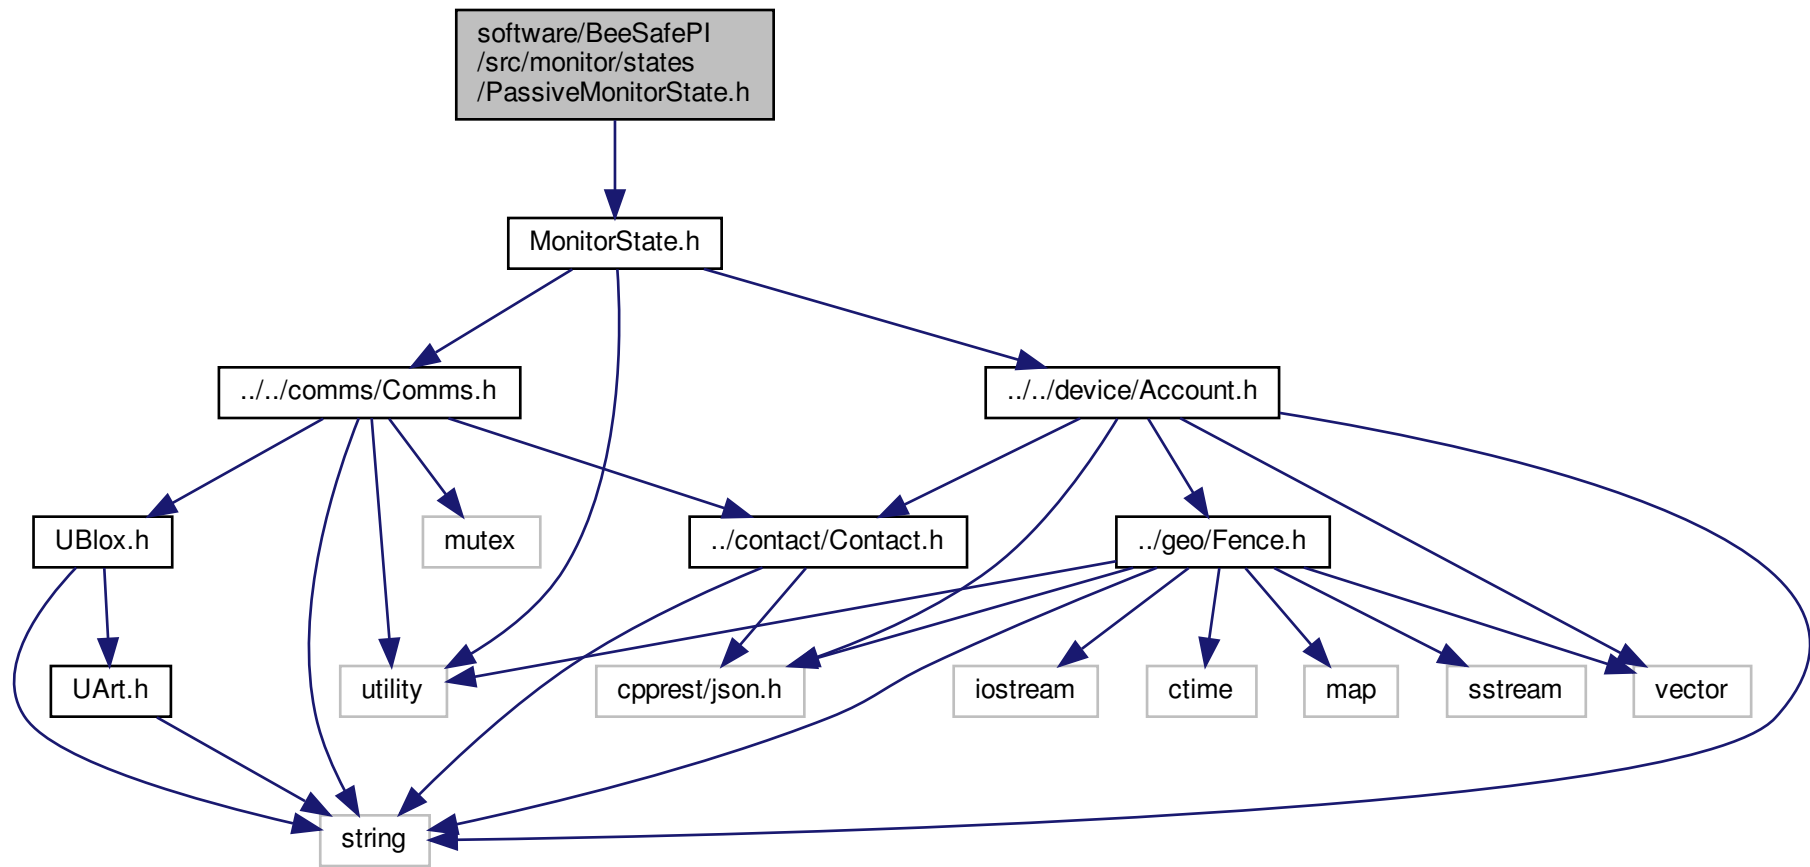 software/BeeSafePI
/src/monitor/states
/PassiveMonitorState.h
MonitorState.h
../../comms/Comms.h
../../device/Account.h
UBlox.h
mutex
../contact/Contact.h
../geo/Fence.h
UArt.h
utility
cpprest/json.h
iostream
ctime
map
sstream
vector
string